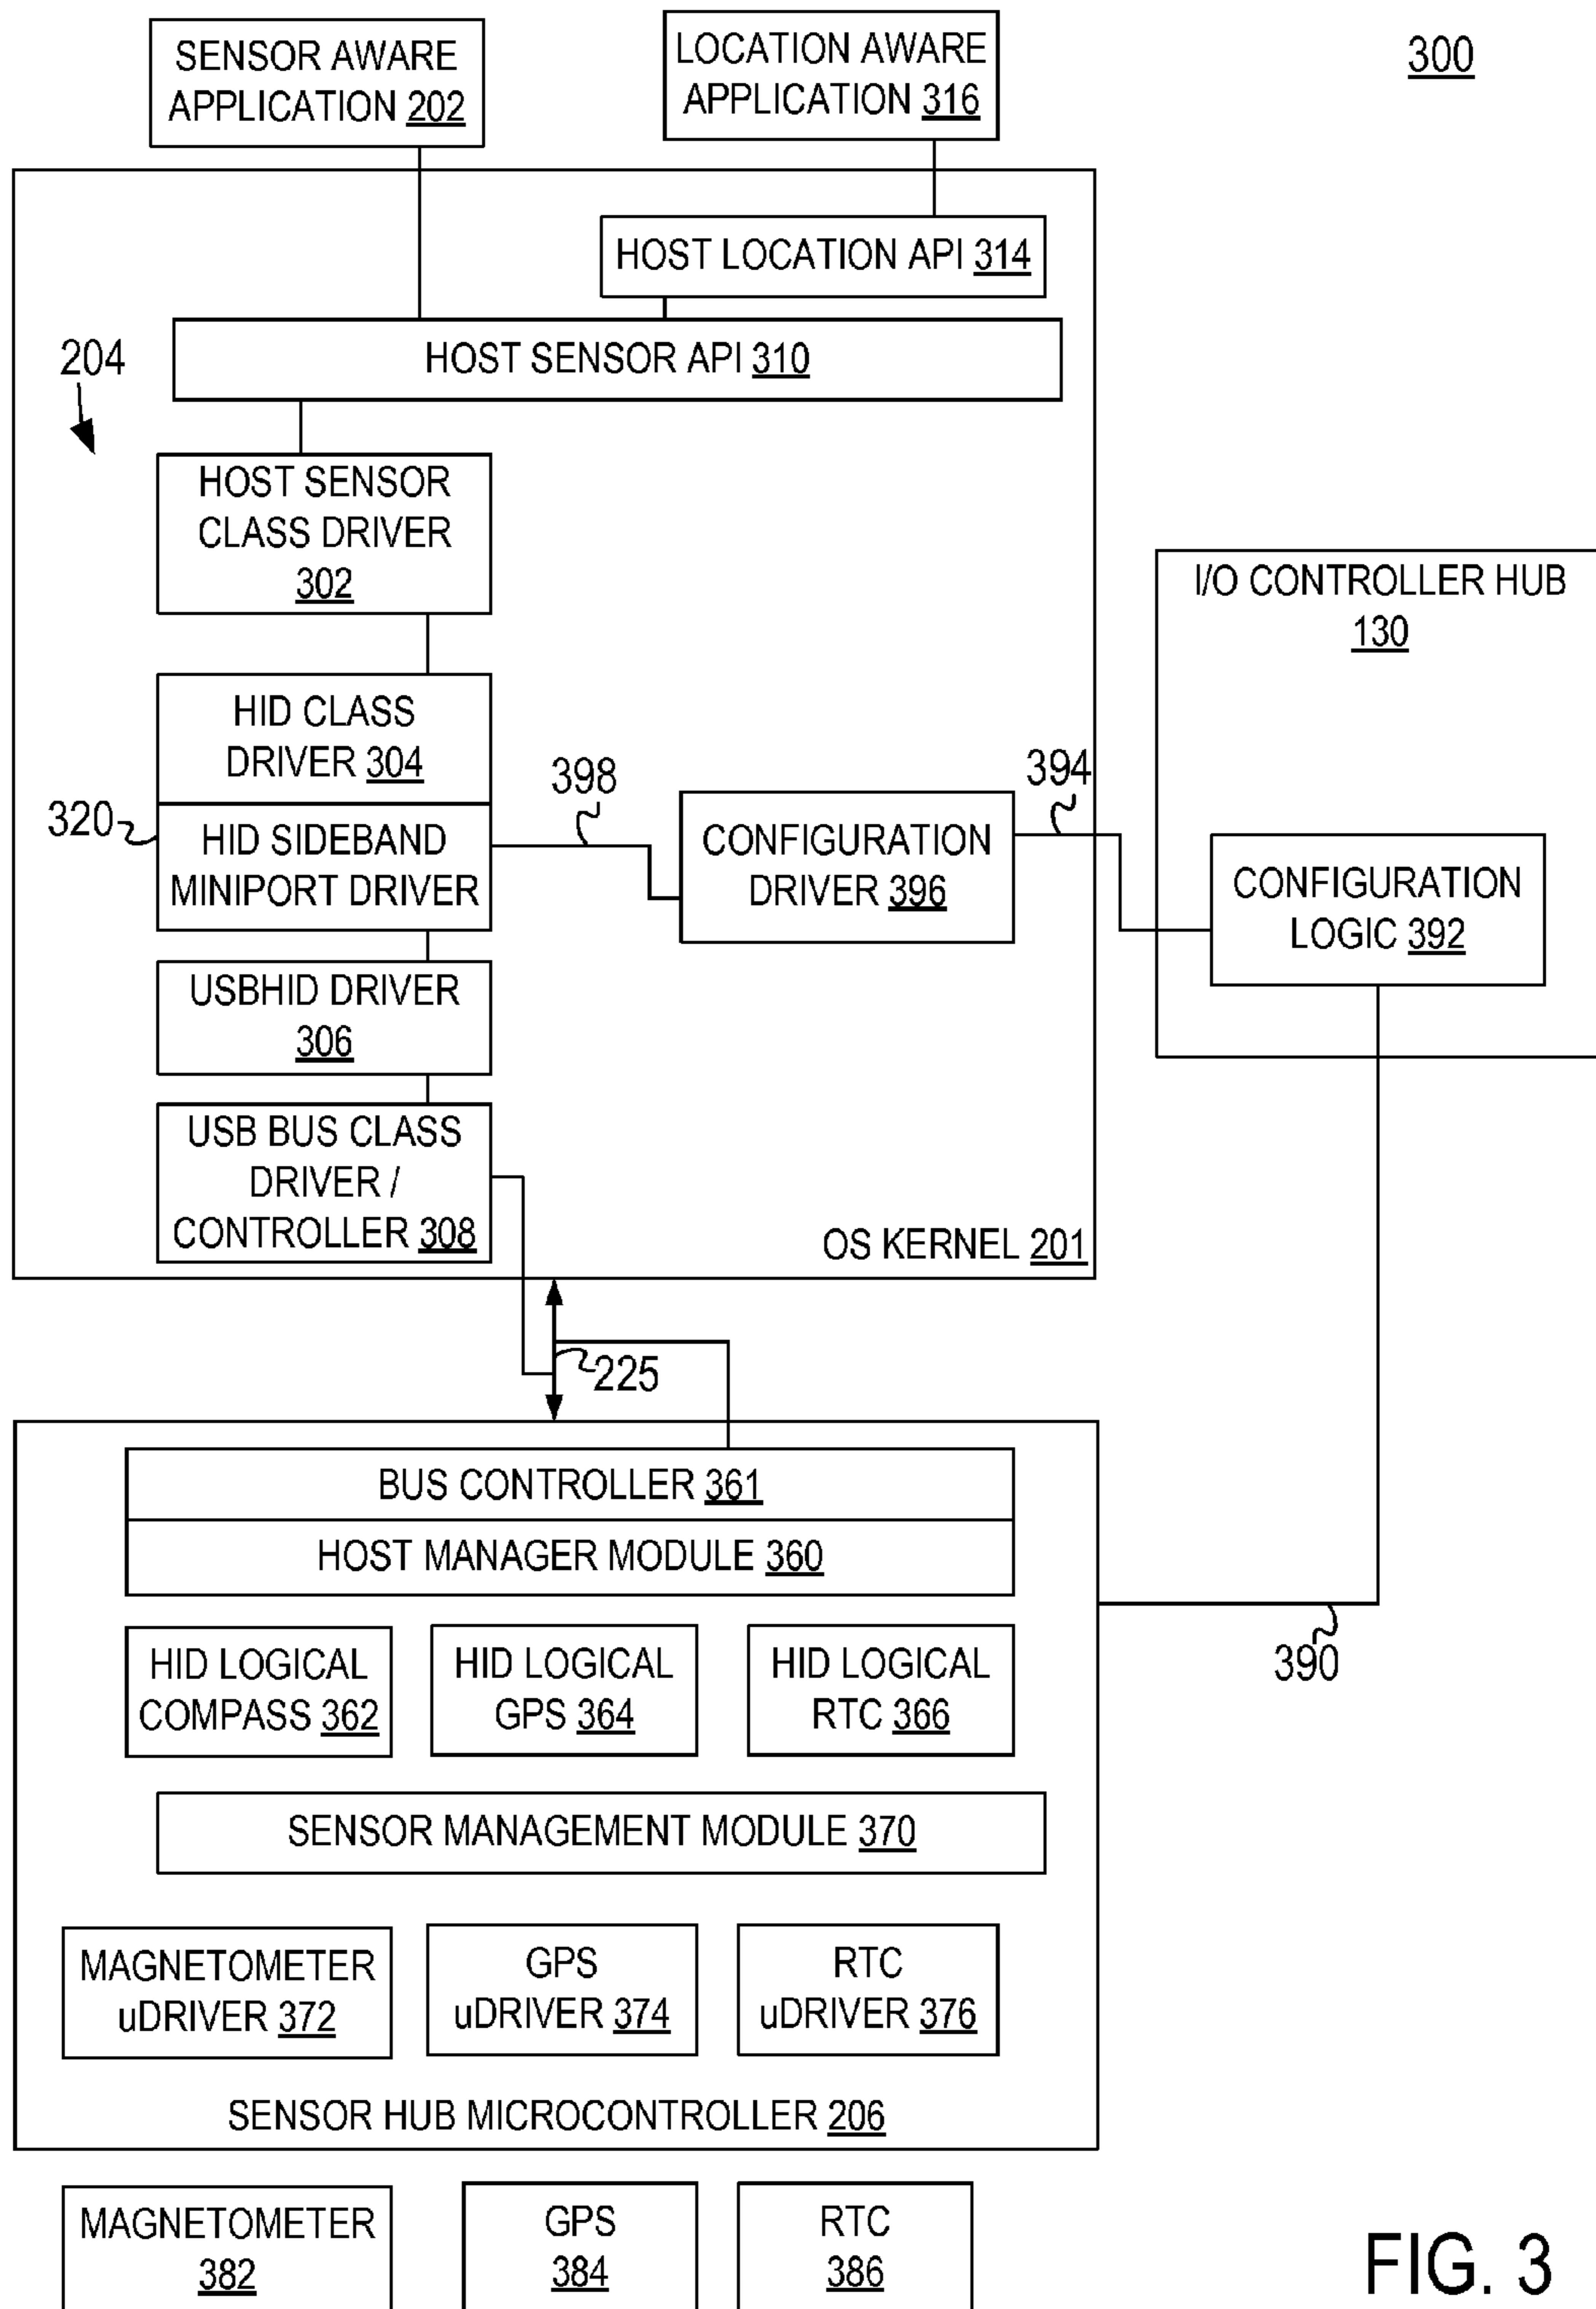 SENSOR AWARE
APPLICATION 202
LOCATION AWARE
APPLICATION 316
300
HOST LOCATION API 314
HOST SENSOR API 310
204
HOST SENSOR
CLASS DRIVER
302
I/O CONTROLLER HUB
130
HID CLASS
DRIVER 304
320
HID SIDEBAND
MINIPORT DRIVER
398
CONFIGURATION
DRIVER 396
394
CONFIGURATION
LOGIC 392
USBHID DRIVER
306
USB BUS CLASS
DRIVER /
CONTROLLER 308
OS KERNEL 201
225
BUS CONTROLLER 361
HOST MANAGER MODULE 360
390
HID LOGICAL
COMPASS 362
HID LOGICAL
GPS 364
HID LOGICAL
RTC 366
SENSOR MANAGEMENT MODULE 370
MAGNETOMETER
uDRIVER 372
GPS
uDRIVER 374
RTC
uDRIVER 376
SENSOR HUB MICROCONTROLLER 206
MAGNETOMETER
382
GPS
384
RTC
386
FIG. 3